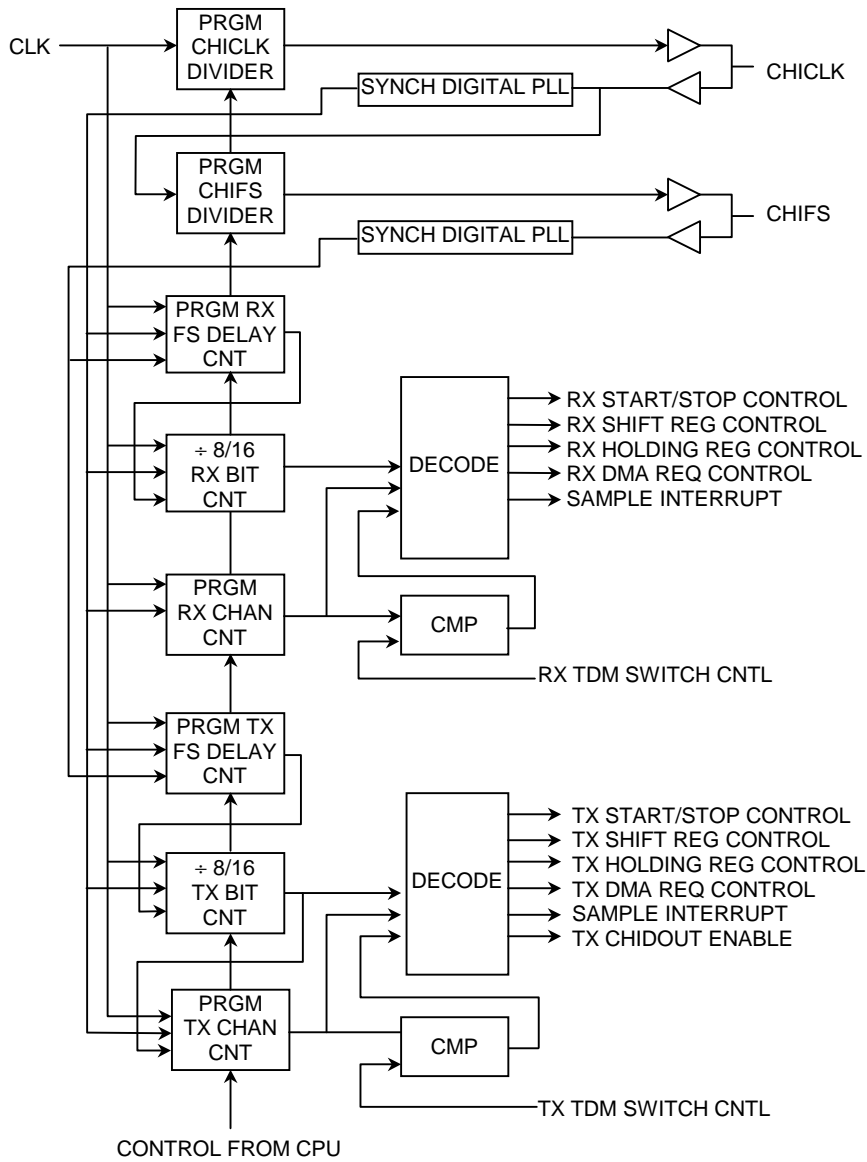 CLK
PRGM
CHICLK
DIVIDER
CHICLK
SYNCH DIGITAL PLL
PRGM
CHIFS
DIVIDER
CHIFS
SYNCH DIGITAL PLL
PRGM RX
FS DELAY
CNT
÷ 8/16
RX BIT
CNT
DECODE
RX START/STOP CONTROL
RX SHIFT REG CONTROL
RX HOLDING REG CONTROL
RX DMA REQ CONTROL
SAMPLE INTERRUPT
PRGM
RX CHAN
CNT
CMP
RX TDM SWITCH CNTL
PRGM TX
FS DELAY
CNT
÷ 8/16
TX BIT
CNT
DECODE
TX START/STOP CONTROL
TX SHIFT REG CONTROL
TX HOLDING REG CONTROL
TX DMA REQ CONTROL
SAMPLE INTERRUPT
TX CHIDOUT ENABLE
PRGM
TX CHAN
CNT
CMP
TX TDM SWITCH CNTL
CONTROL FROM CPU